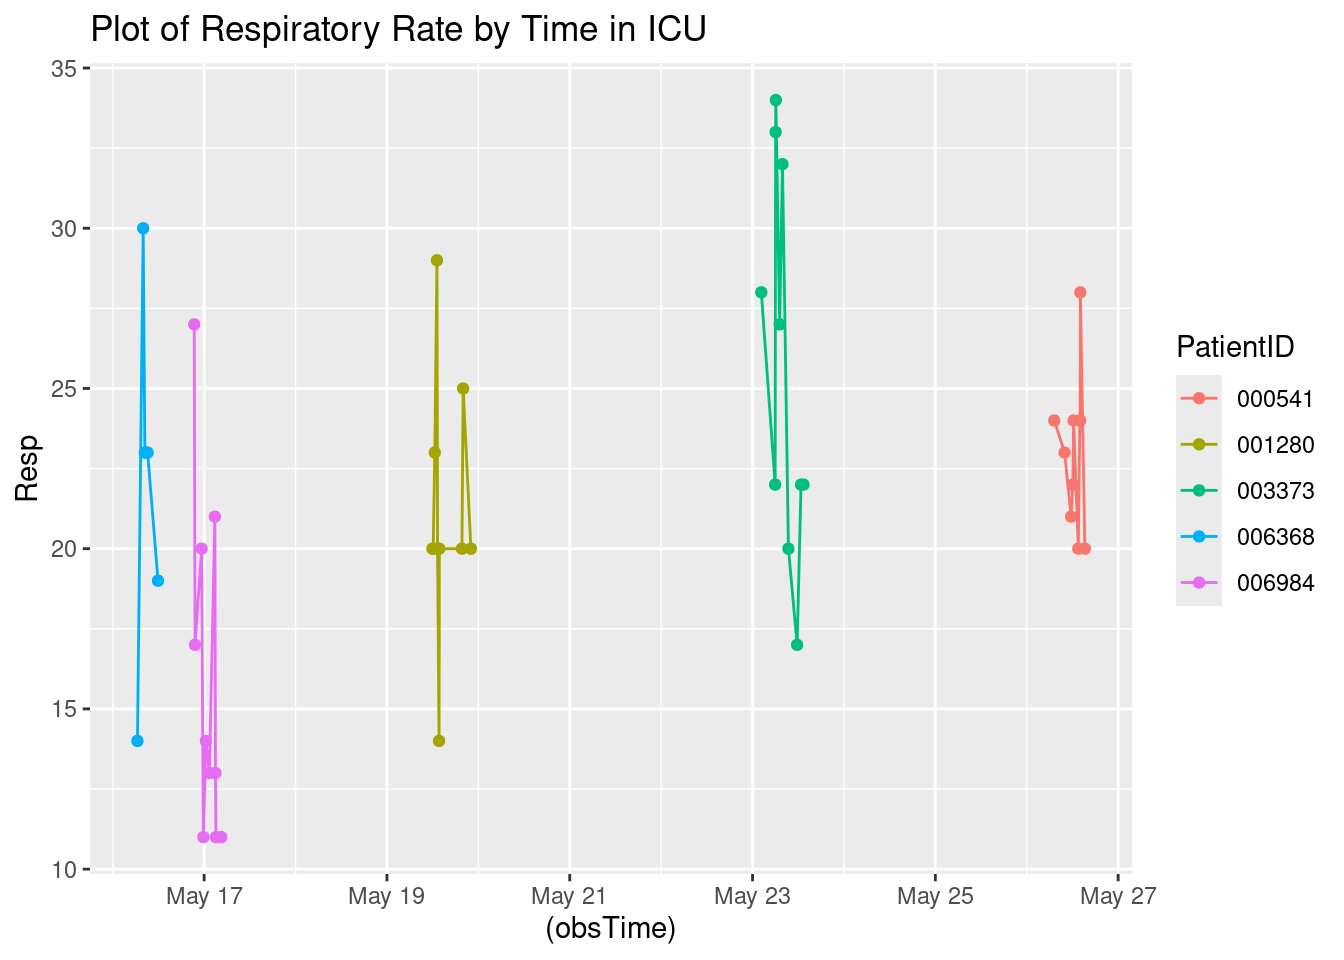 Plot of Respiratory Rate by Time in ICU
35
30
25
20
15
10
Resp
May 17
May 19
May 21
May 23
May 25
May 27
(obsTime)
PatientID
000541
001280
003373
006368
006984